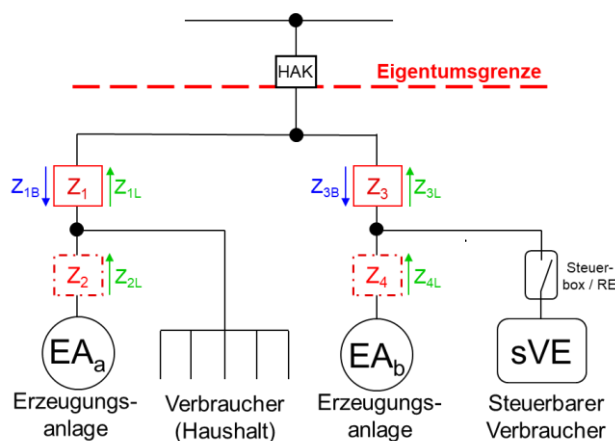 HAK
Eigentumsgrenze
Z1B
Z1
Z1L
Z3B
Z3
Z3L
Z2
Z2L
Z4
Z4L
Steuer-
box / RE
EAa
EAb
sVE
Erzeugungs-
anlage
Verbraucher
(Haushalt)
Erzeugungs-
anlage
Steuerbarer
Verbraucher